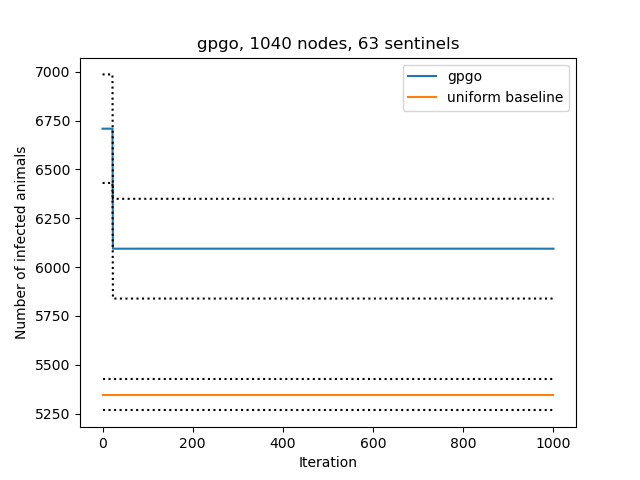 gpgo, 1040 nodes, 63 sentinels
gpgo
uniform baseline
Number of infected animals
7000
6750
6500
6250
6000
5750
5500
5250
0 200 400 600 800 1000
Iteration